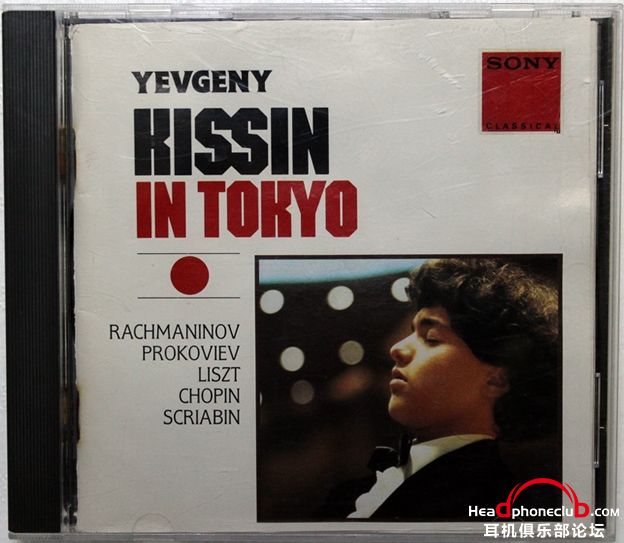 YEVGENY
KISSIN
IN TOKYO
SONY
CLASSICAL
RACHMANINOV
PROKOVIEV
LISZT
CHOPIN
SCRIABIN
Headphoneclub.com
耳机俱乐部论坛